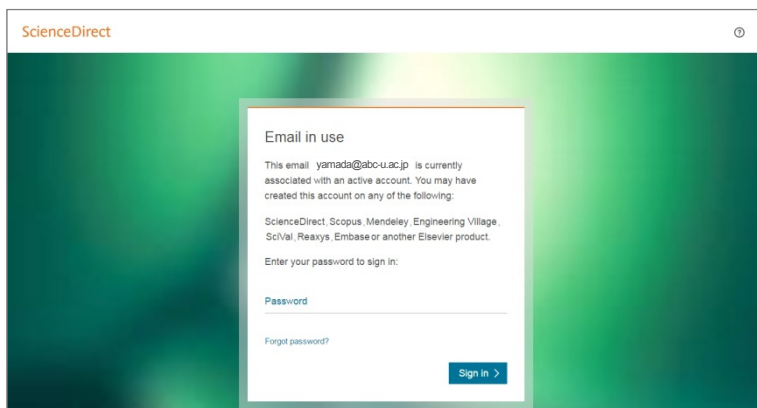 ScienceDirect
Email in use
This email yamada@abc-u.ac.jp is currently
associated with an active account. You may have
created this account on any of the following:
ScienceDirect, Scopus, Mendeley, Engineering Village,
SciVal, Reaxys, Embase or another Elsevier product.
Enter your password to sign in:
Password
Forgot password?
Sign in >